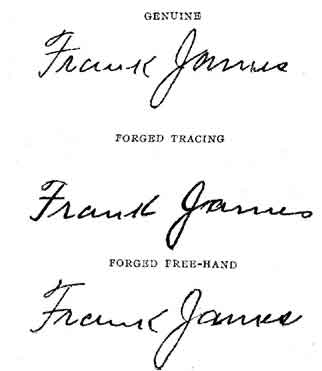 GENUINE
Frank James
FORGED TRACING
Frank James
FORGED FREE-HAND
Frank James